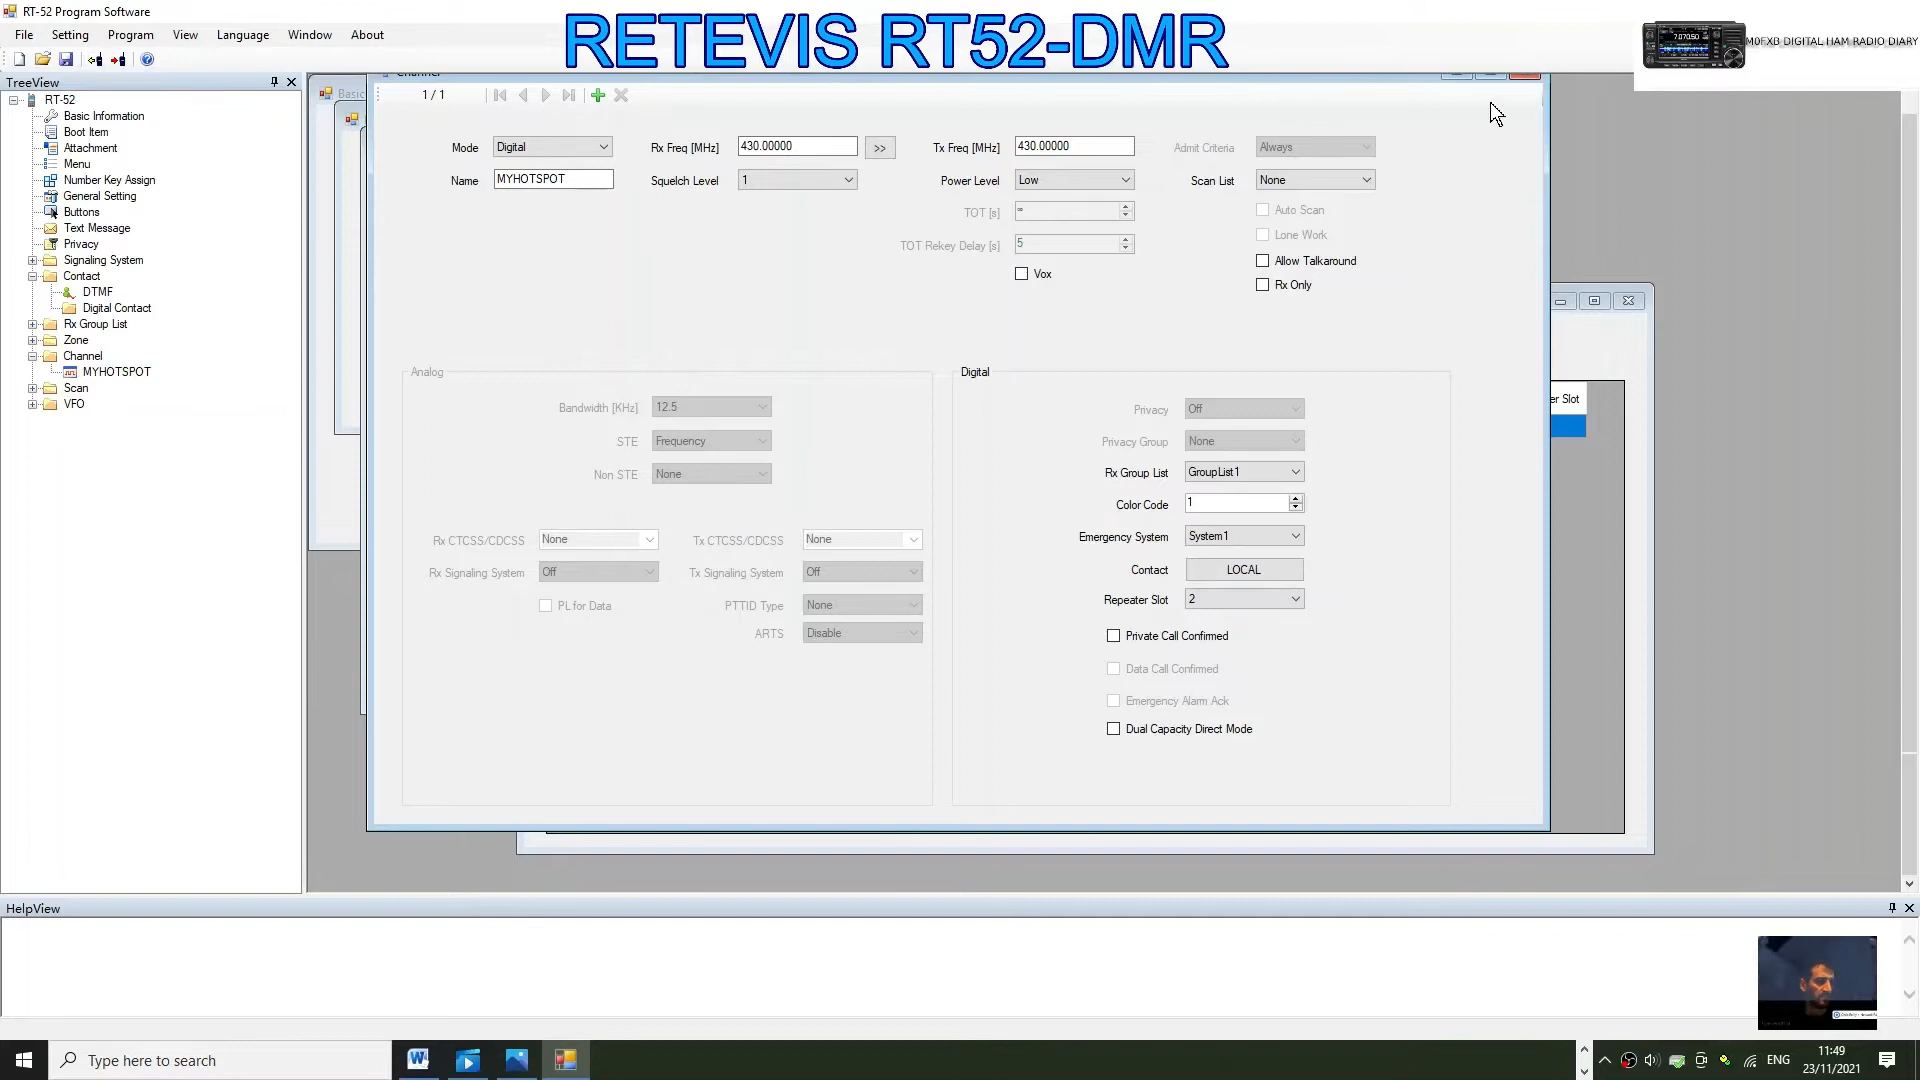 RT-52 Program Software
RETEVIS RT52-DMR
7.070.50
M0FXB DIGITAL HAM RADIO DIARY
File Setting Program View Language Window About
TreeView
RT-52
Basic Information
Boot Item
Attachment
Menu
Number Key Assign
General Setting
Buttons
Text Message
Privacy
Signaling System
Contact
DTMF
Digital Contact
Rx Group List
Zone
Channel
MYHOTSPOT
Scan
VFO
Basic
Channel
1 / 1
Mode Digital Rx Freq [MHz] 430.00000 >> Tx Freq [MHz] 430.00000 Admit Criteria Always
Name MYHOTSPOT Squelch Level 1 Power Level Low Scan List None
TOT [s] ∞ Auto Scan
TOT Rekey Delay [s] 5 Lone Work
Vox Allow Talkaround
Rx Only
Analog
Bandwidth [KHz] 12.5
STE Frequency
Non STE None
Rx CTCSS/CDCSS None Tx CTCSS/CDCSS None
Rx Signaling System Off Tx Signaling System Off
PL for Data PTTID Type None
ARTS Disable
Digital
Privacy Off
Privacy Group None
Rx Group List GroupList1
Color Code 1
Emergency System System1
Contact LOCAL
Repeater Slot 2
Private Call Confirmed
Data Call Confirmed
Emergency Alarm Ack
Dual Capacity Direct Mode
er Slot
HelpView
Type here to search
ENG
11:49
23/11/2021